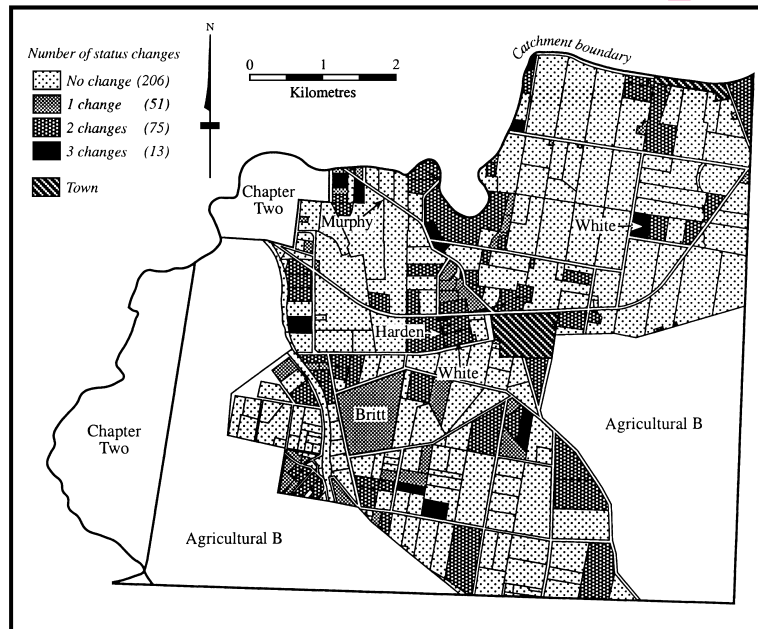 Number of status changes
No change (206)
1 change (51)
2 changes (75)
3 changes (13)
Town
N
0 1 2
Kilometres
Catchment boundary
Chapter
Two
Murphy
White
Harden
White
Britt
Chapter
Two
Agricultural B
Agricultural B